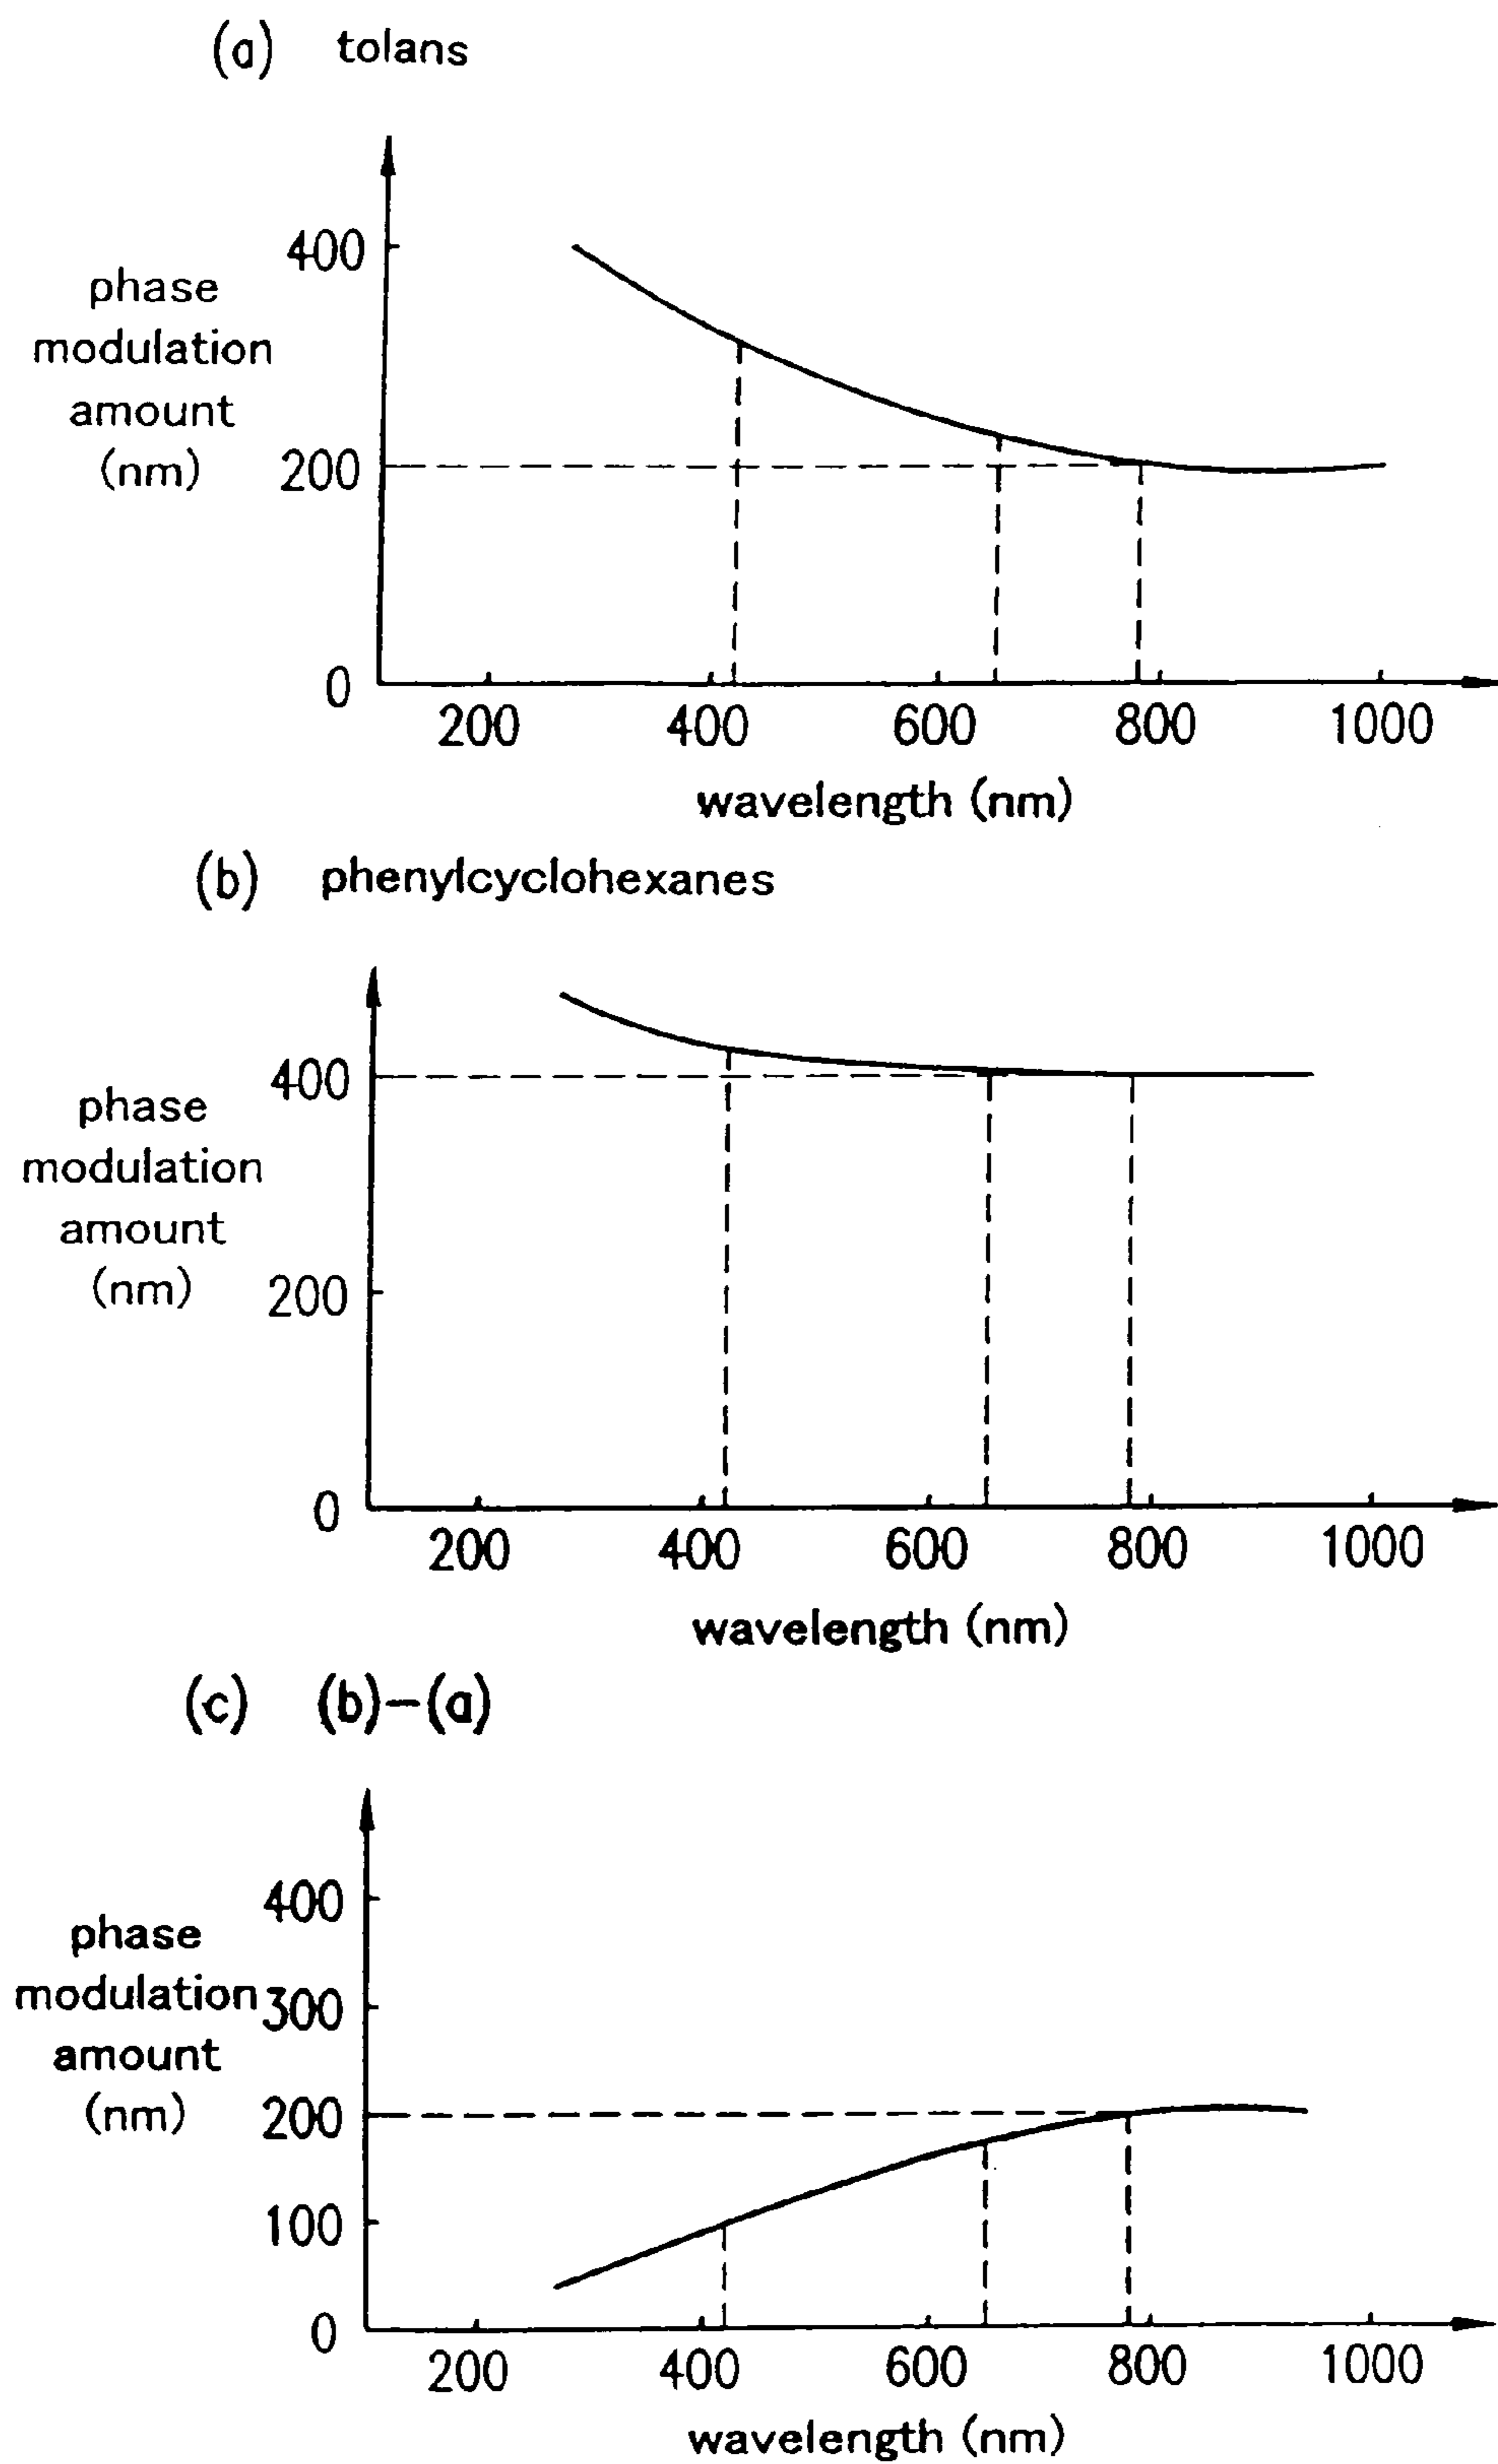 (a) tolans
400
phase
modulation
amount
(nm)
200
0
200 400 600 800 1000
wavelength (nm)
(b) phenylcyclohexanes
400
phase
modulation
amount
(nm)
200
0
200 400 600 800 1000
wavelength (nm)
(c) (b)-(a)
400
phase
modulation
300
amount
(nm)
200
100
0
200 400 600 800 1000
wavelength (nm)